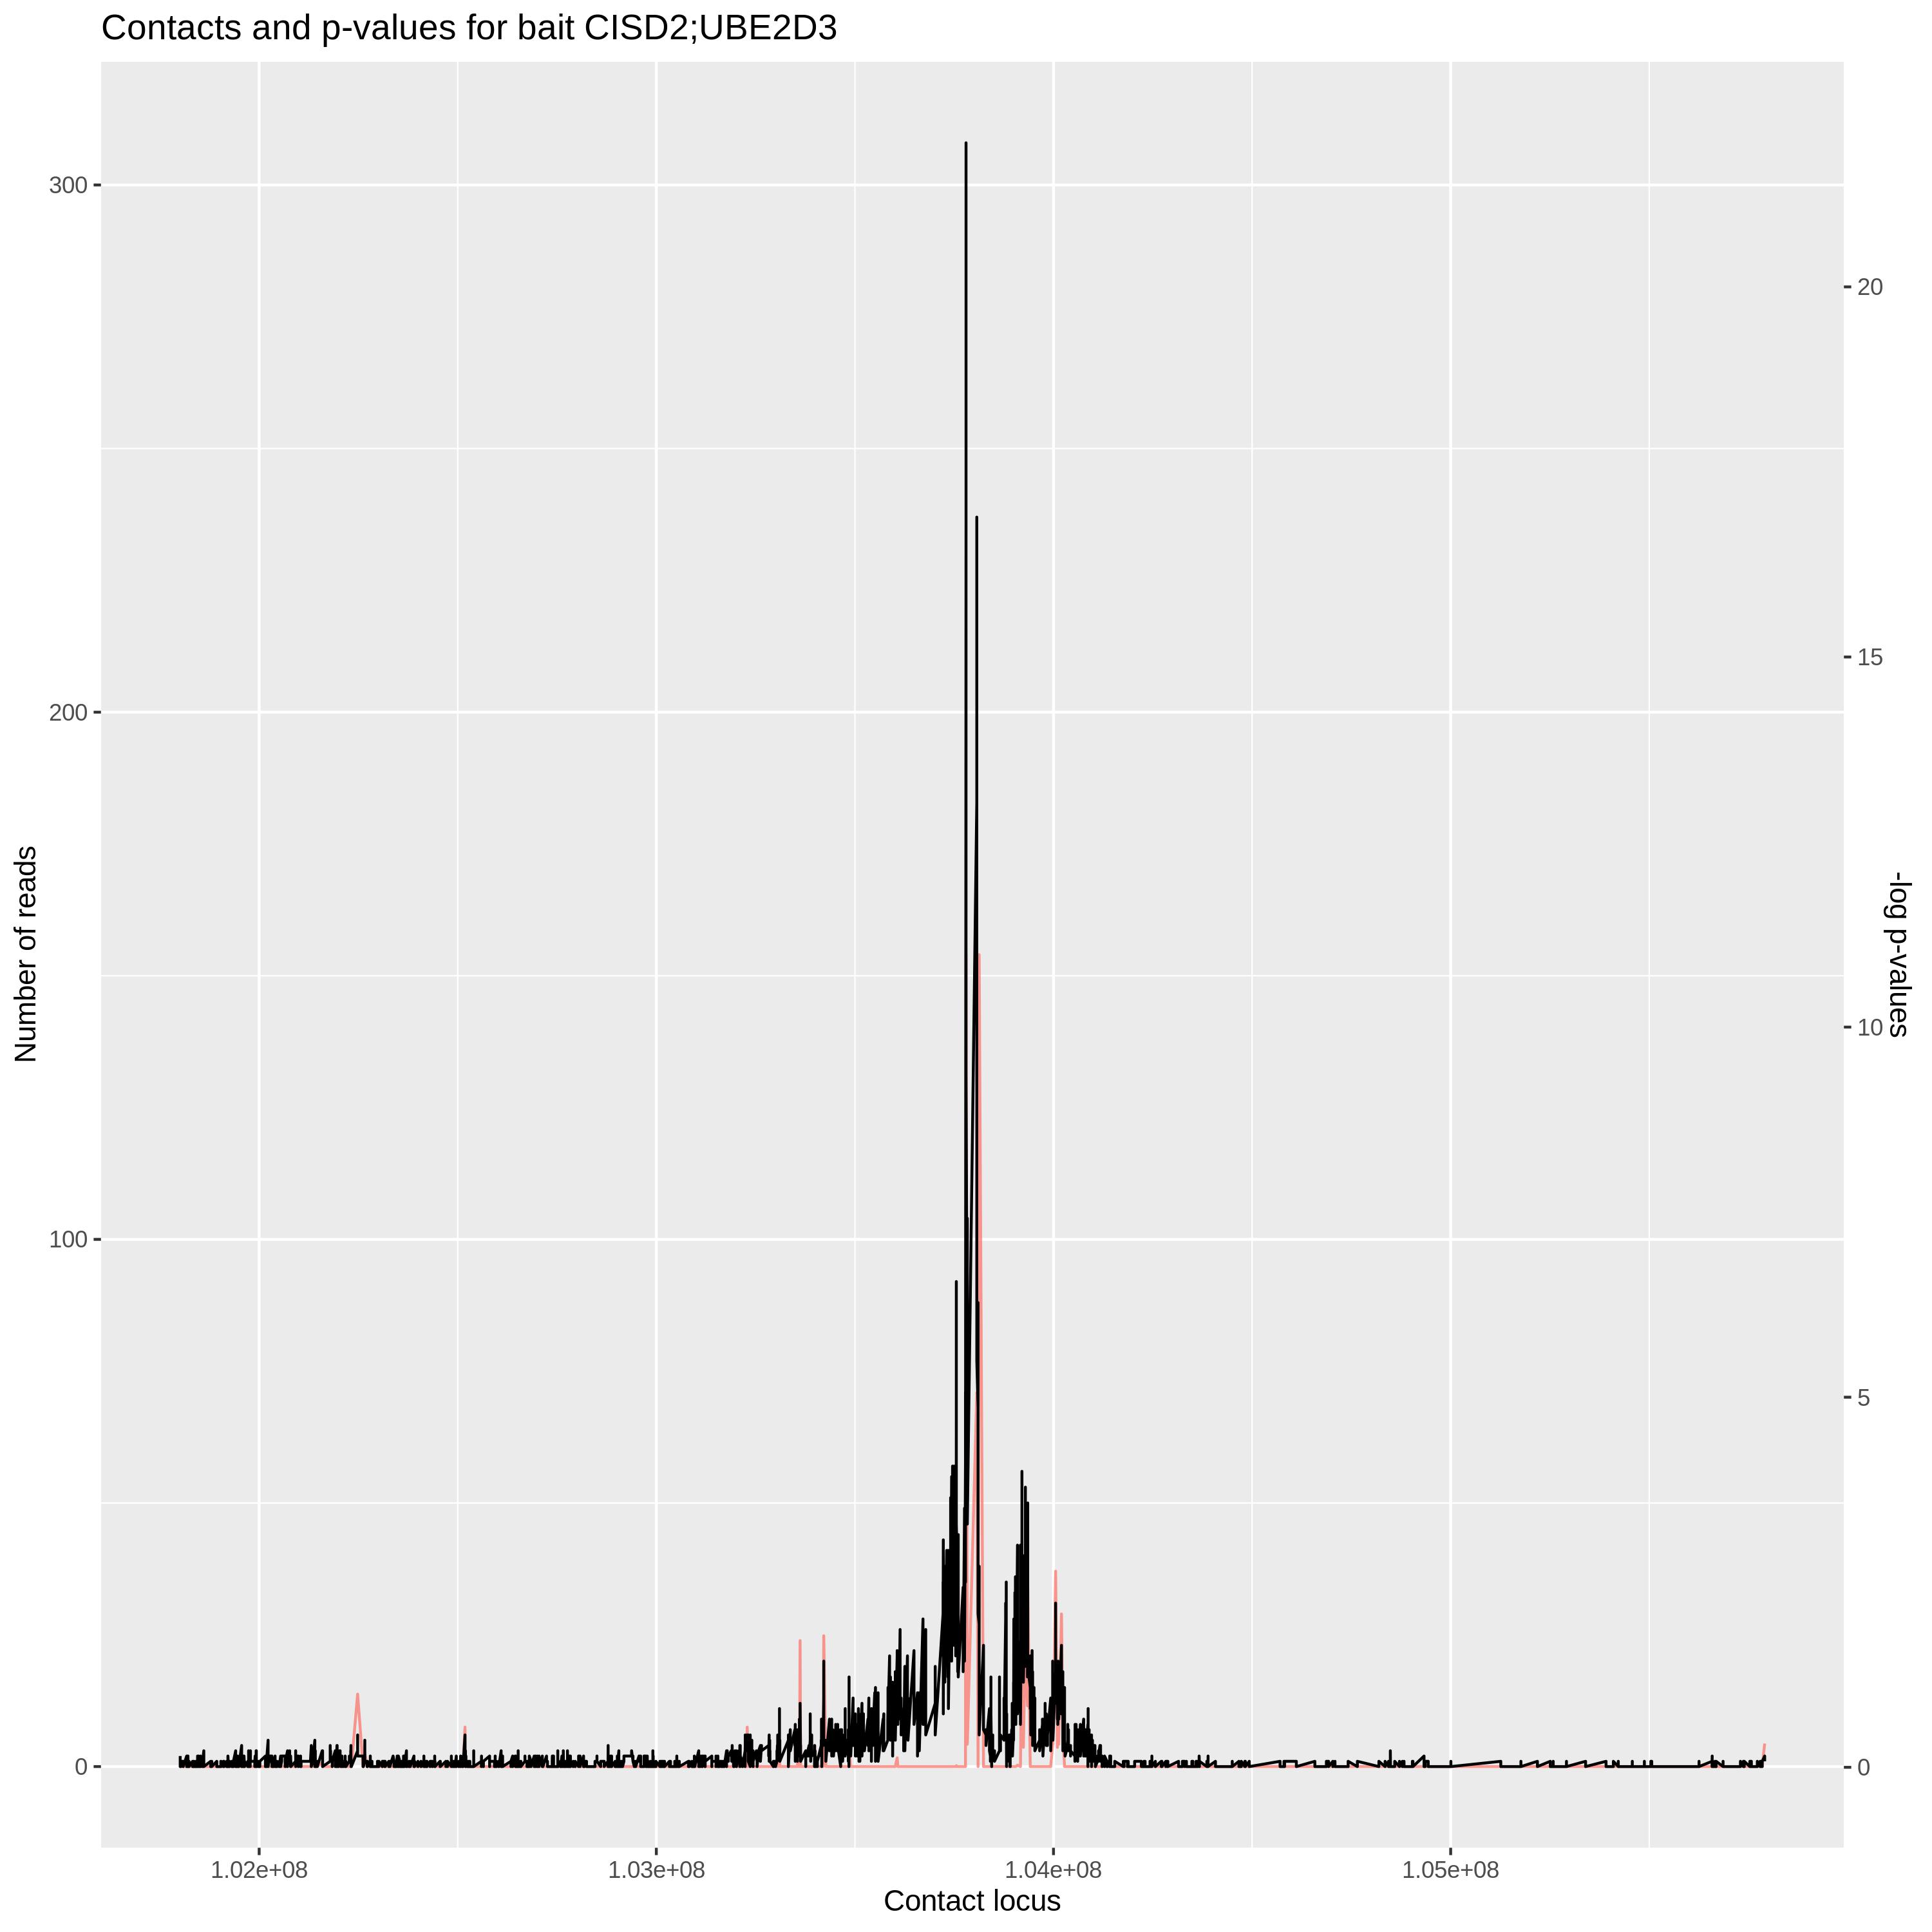 Contacts and p-values for bait CISD2;UBE2D3
300
200
100
0
Number of reads
20
15
10
5
0
-log p-values
1.02e+08
1.03e+08
1.04e+08
1.05e+08
Contact locus